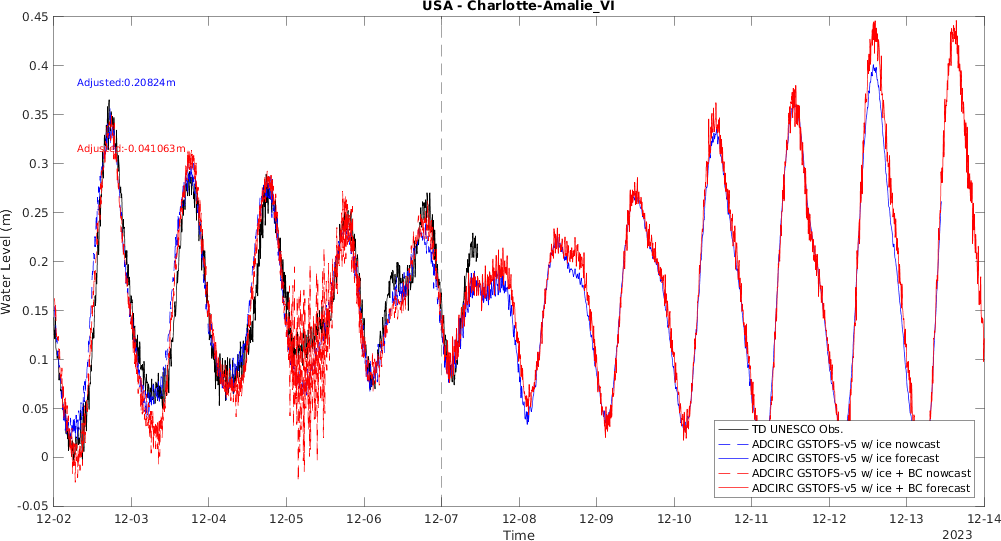 USA - Charlotte-Amalie_VI
0.45
0.4
0.35
0.3
0.25
0.2
0.15
0.1
0.05
0
-0.05
Water Level (m)
Adjusted:0.20824m
Adjusted:-0.041063m
TD UNESCO Obs.
ADCIRC GSTOFS-v5 w/ ice nowcast
ADCIRC GSTOFS-v5 w/ ice forecast
ADCIRC GSTOFS-v5 w/ ice + BC nowcast
ADCIRC GSTOFS-v5 w/ ice + BC forecast
12-02 12-03 12-04 12-05 12-06 12-07 12-08 12-09 12-10 12-11 12-12 12-13 12-14
Time
2023